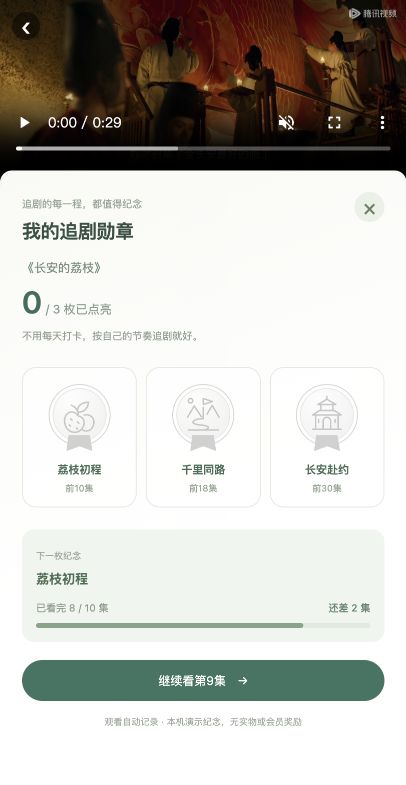 腾讯视频
0:00 / 0:29
追剧的每一程，都值得纪念
我的追剧勋章
《长安的荔枝》
0 / 3 枚已点亮
不用每天打卡，按自己的节奏追剧就好。
荔枝初程
前10集
千里同路
前18集
长安赴约
前30集
下一枚纪念
荔枝初程
已看完 8 / 10 集
还差 2 集
继续看第9集 →
观看自动记录 · 本机演示纪念，无实物或会员奖励